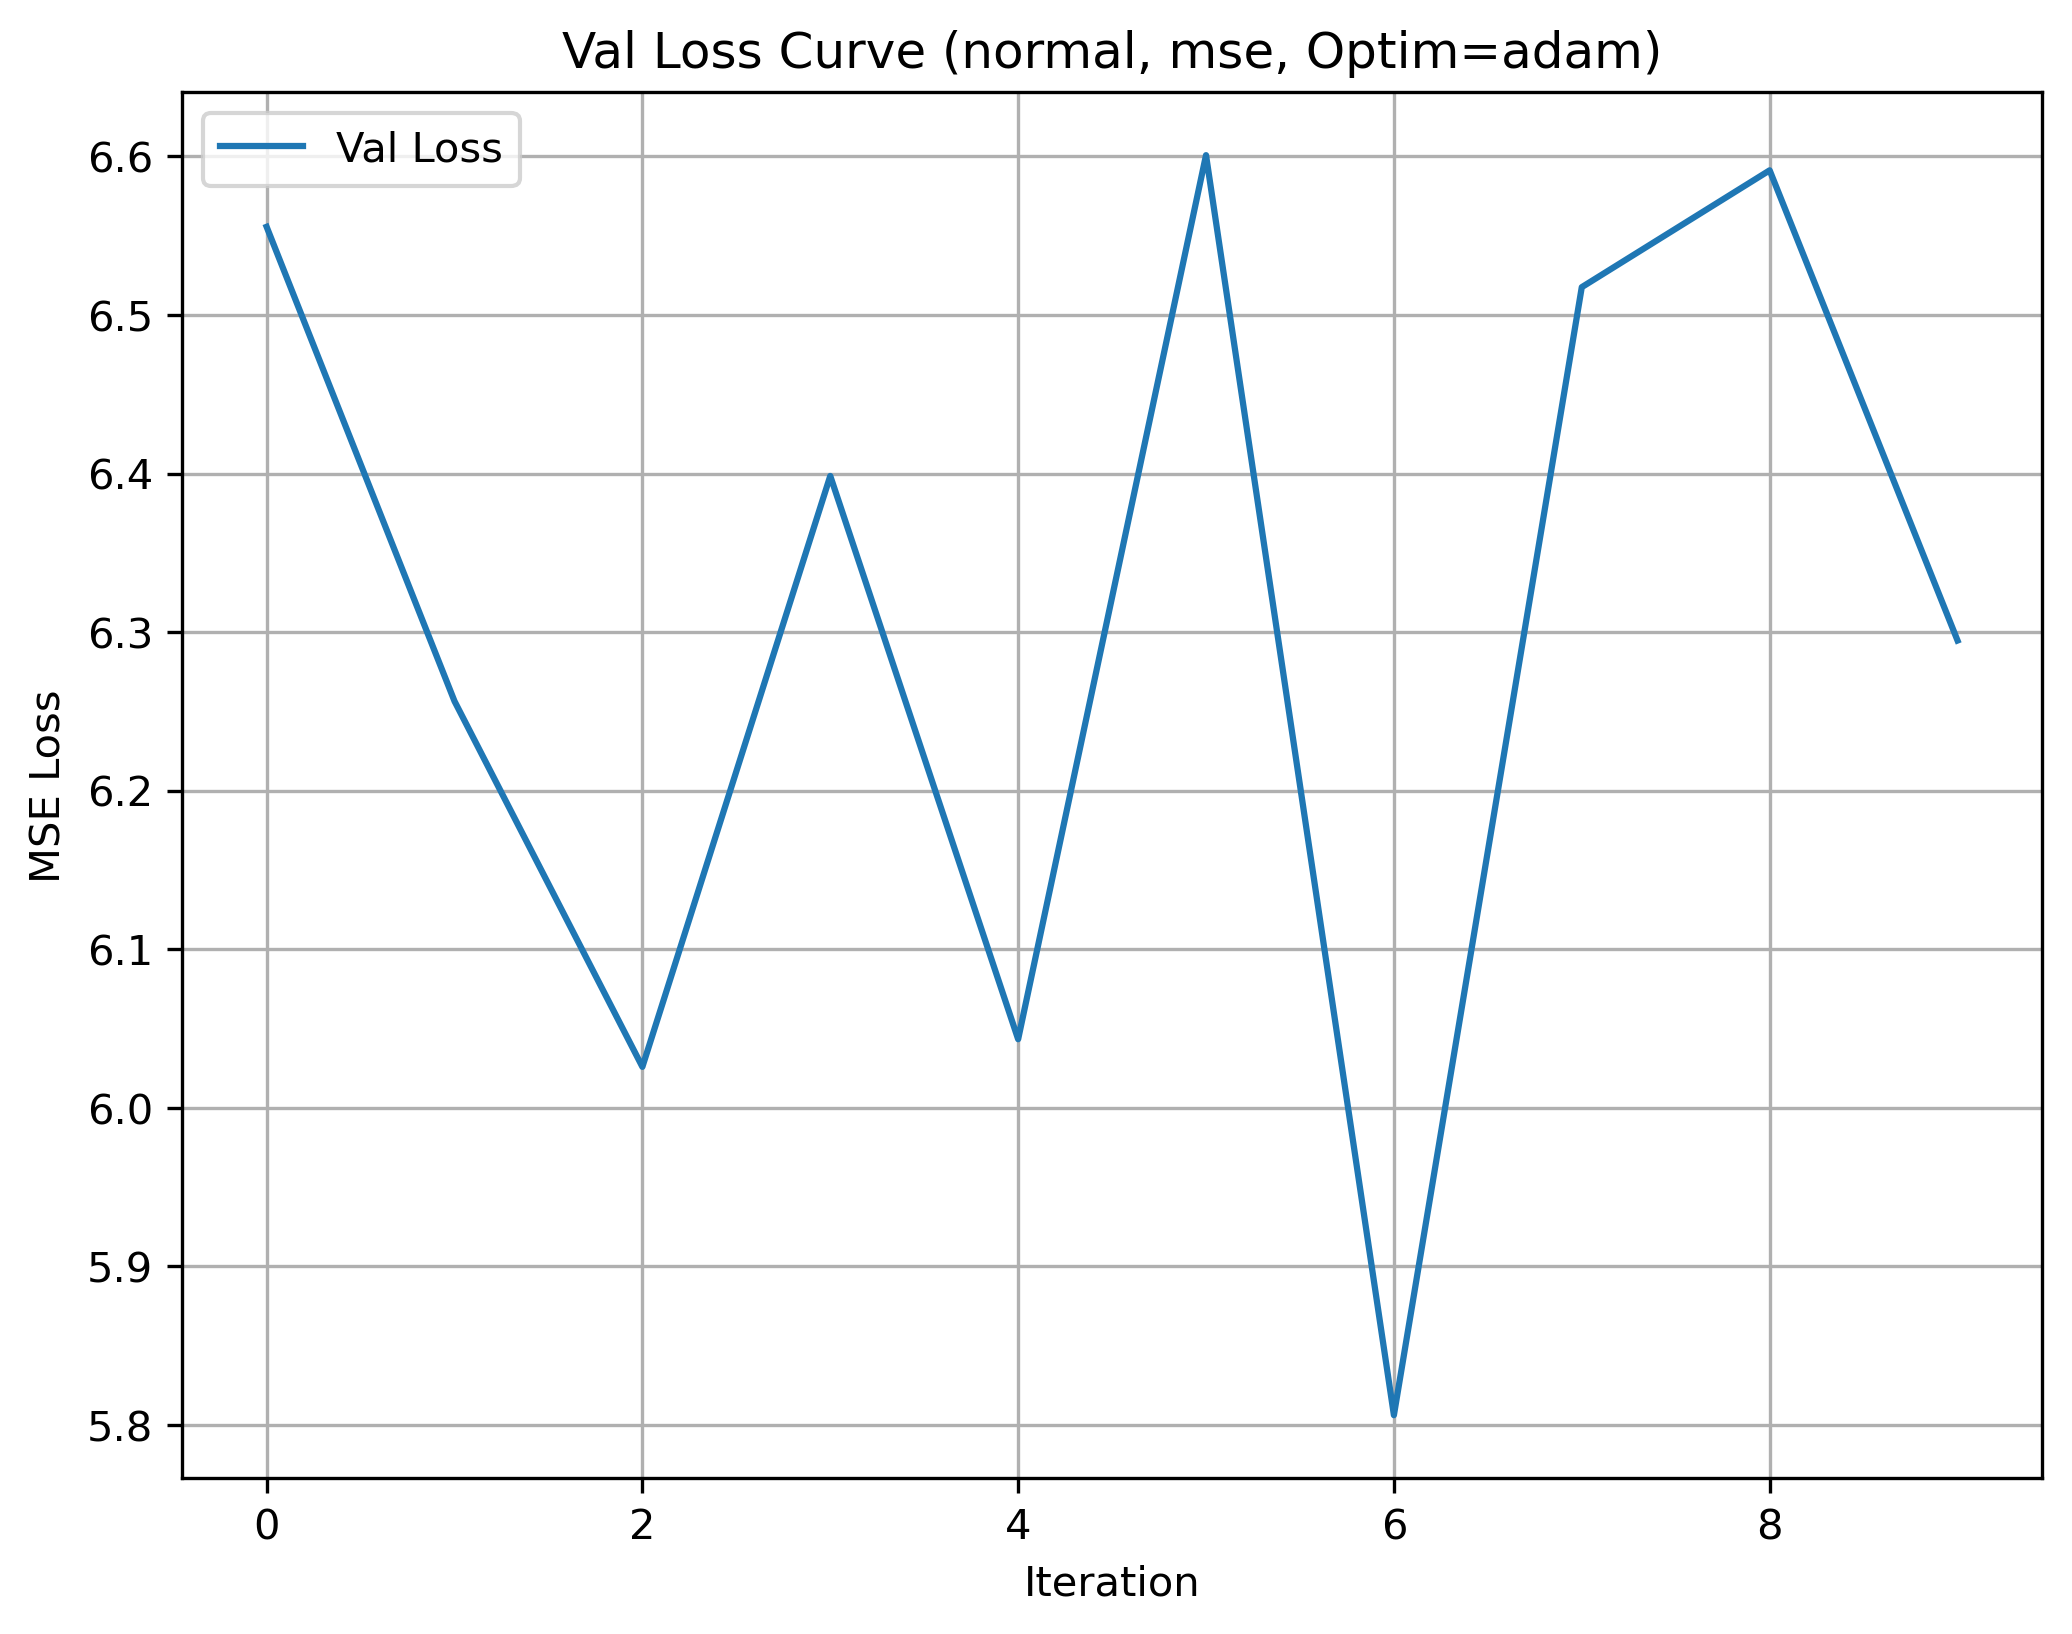 Val Loss Curve (normal, mse, Optim=adam)
Val Loss
6.6
6.5
6.4
6.3
6.2
6.1
6.0
5.9
5.8
MSE Loss
0 2 4 6 8
Iteration